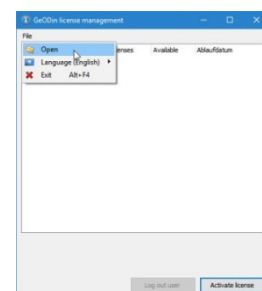 GeODin license management
File
Open
enses Available Ablaufdatum
Language (English)
Exit Alt+F4
Log out user Activate license